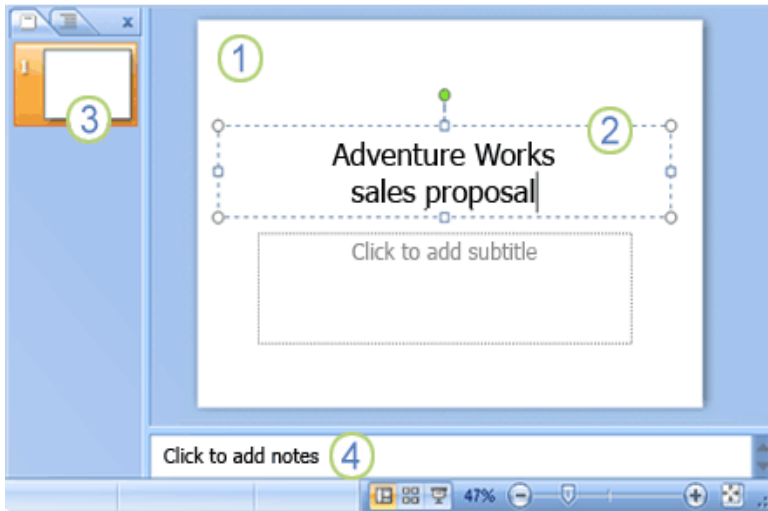 1
1
3
2
Adventure Works
sales proposal
Click to add subtitle
Click to add notes 4
47%